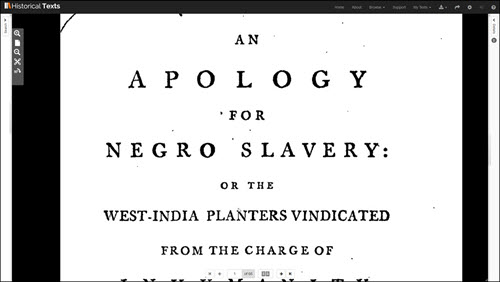 Historical Texts
Home About Browse Support My Texts
AN
APOLOGY
FOR
NEGRO SLAVERY:
OR THE
WEST-INDIA PLANTERS VINDICATED
FROM THE CHARGE OF